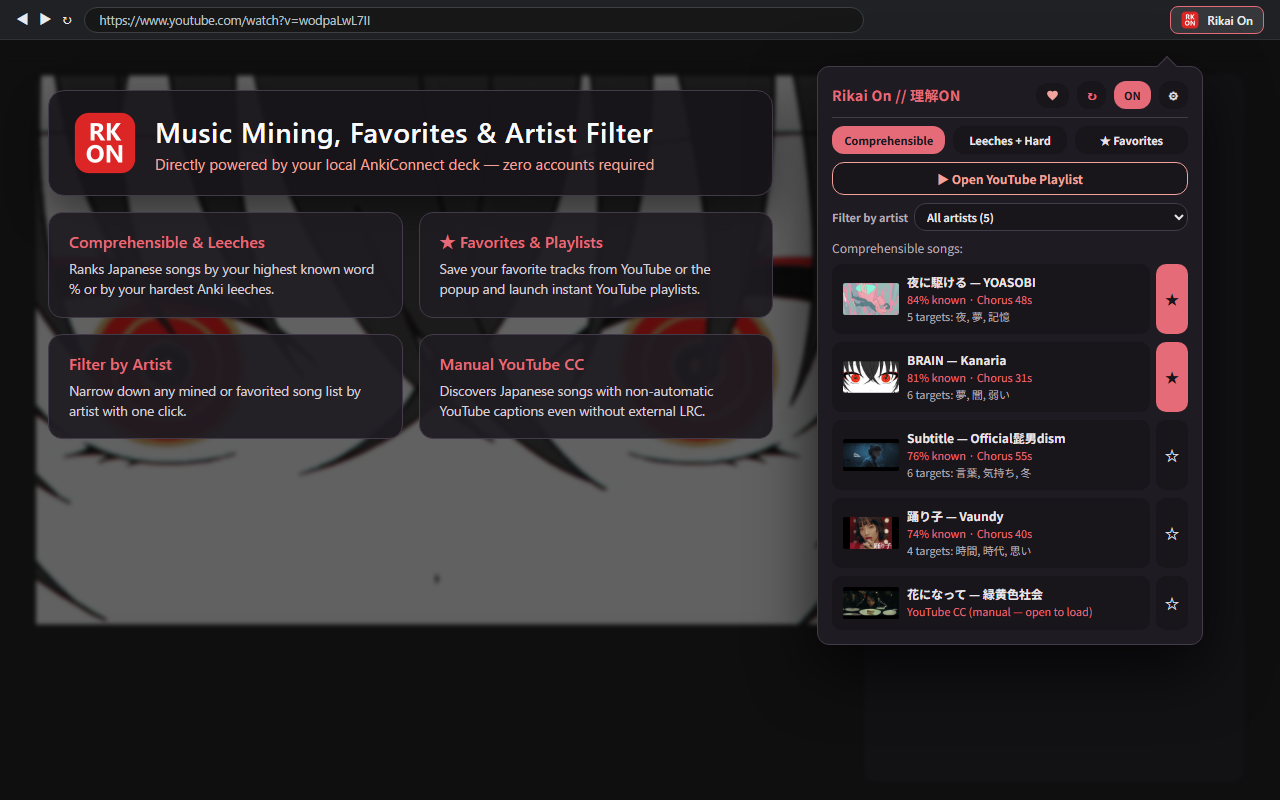 https://www.youtube.com/watch?v=wodpaLwL7II
RK ON Rikai On
RK
ON
Music Mining, Favorites & Artist Filter
Directly powered by your local AnkiConnect deck — zero accounts required
Comprehensible & Leeches
Ranks Japanese songs by your highest known word
% or by your hardest Anki leeches.
★ Favorites & Playlists
Save your favorite tracks from YouTube or the
popup and launch instant YouTube playlists.
Filter by Artist
Narrow down any mined or favorited song list by
artist with one click.
Manual YouTube CC
Discovers Japanese songs with non-automatic
YouTube captions even without external LRC.
Rikai On // 理解ON
ON
Comprehensible
Leeches + Hard
★ Favorites
▶ Open YouTube Playlist
Filter by artist
All artists (5)
Comprehensible songs:
夜に駆ける — YOASOBI
84% known · Chorus 48s
5 targets: 夜, 夢, 記憶
BRAIN — Kanaria
81% known · Chorus 31s
6 targets: 夢, 闇, 弱い
Subtitle — Official髭男dism
76% known · Chorus 55s
6 targets: 言葉, 気持ち, 冬
踊り子 — Vaundy
74% known · Chorus 40s
4 targets: 時間, 時代, 思い
花になって — 緑黄色社会
YouTube CC (manual — open to load)